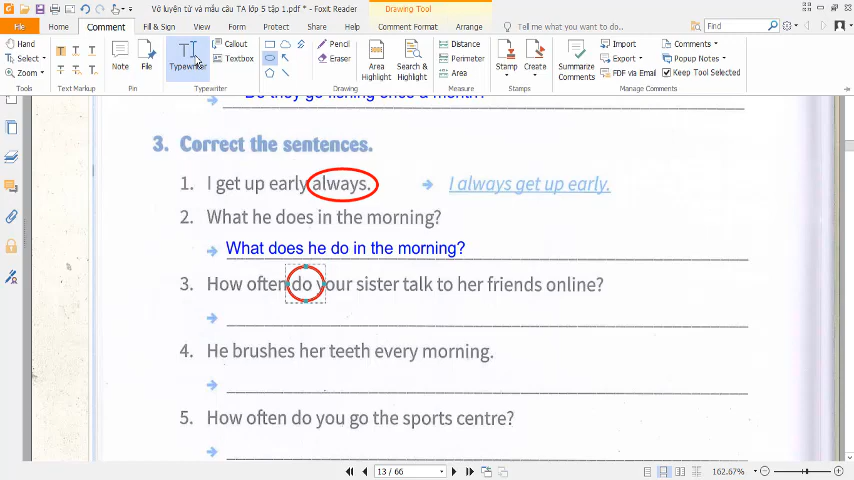 Vở luyện từ và mẫu câu TA lớp 5 tập 1.pdf* - Foxit Reader
Drawing Tool
File Home Comment Fill & Sign View Form Protect Share Help Comment Format Arrange Tell me what you want to do... Find
Hand
Select
Zoom
Tools
Text Markup
Note
File
Pin
Typewriter
Callout
Textbox
Typewriter
Pencil
Eraser
Area Highlight
Search & Highlight
Drawing
Distance
Perimeter
Area
Measure
Stamp
Create
Stamps
Summarize Comments
Import
Export
PDF via Email
Comments
Popup Notes
Keep Tool Selected
Manage Comments
Do they go fishing once a month?
3. Correct the sentences.
1. I get up early always. I always get up early.
2. What he does in the morning?
What does he do in the morning?
3. How often do your sister talk to her friends online?
4. He brushes her teeth every morning.
5. How often do you go the sports centre?
13 / 66
162.67%